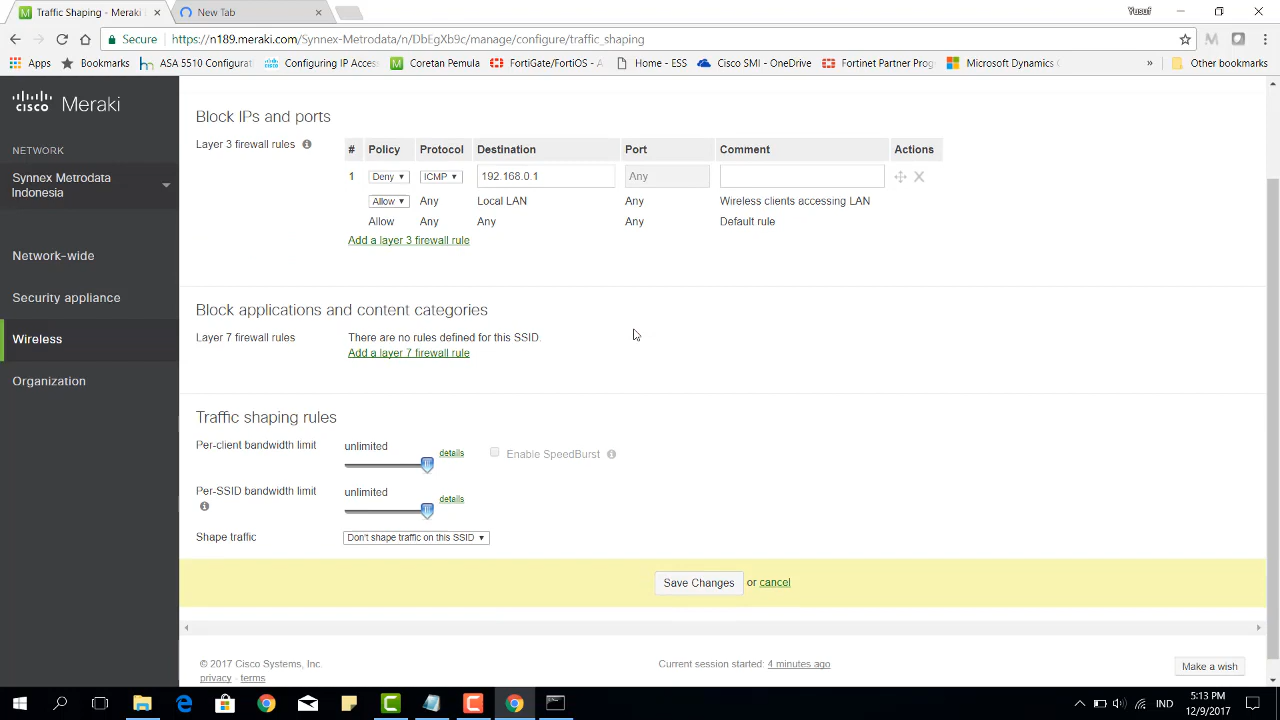 Traffic Shaping - Meraki
New Tab
Yusuf
Secure
https://n189.meraki.com/Synnex-Metrodata/n/DbEgXb9c/manage/configure/traffic_shaping
Apps
Bookmarks
ASA 5510 Configurat
Configuring IP Access
Coretan Pemula
FortiGate/FortiOS - A
Home - ESS
Cisco SMI - OneDrive
Fortinet Partner Prog
Microsoft Dynamics
»
Other bookmarks
cisco Meraki
NETWORK
Synnex Metrodata
Indonesia
Network-wide
Security appliance
Wireless
Organization
Block IPs and ports
Layer 3 firewall rules
# Policy Protocol Destination Port Comment Actions
1 Deny ICMP 192.168.0.1 Any
Allow Any Local LAN Any Wireless clients accessing LAN
Allow Any Any Any Default rule
Add a layer 3 firewall rule
Block applications and content categories
Layer 7 firewall rules
There are no rules defined for this SSID.
Add a layer 7 firewall rule
Traffic shaping rules
Per-client bandwidth limit
unlimited
details
Enable SpeedBurst
Per-SSID bandwidth limit
unlimited
details
Shape traffic
Don't shape traffic on this SSID
Save Changes or cancel
© 2017 Cisco Systems, Inc.
privacy - terms
Current session started: 4 minutes ago
Make a wish
IND
5:13 PM
12/9/2017